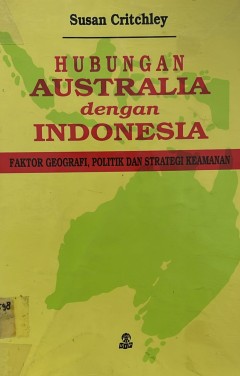 Susan Critchley
HUBUNGAN
AUSTRALIA
dengan
INDONESIA
FAKTOR GEOGRAFI, POLITIK DAN STRATEGI KEAMANAN